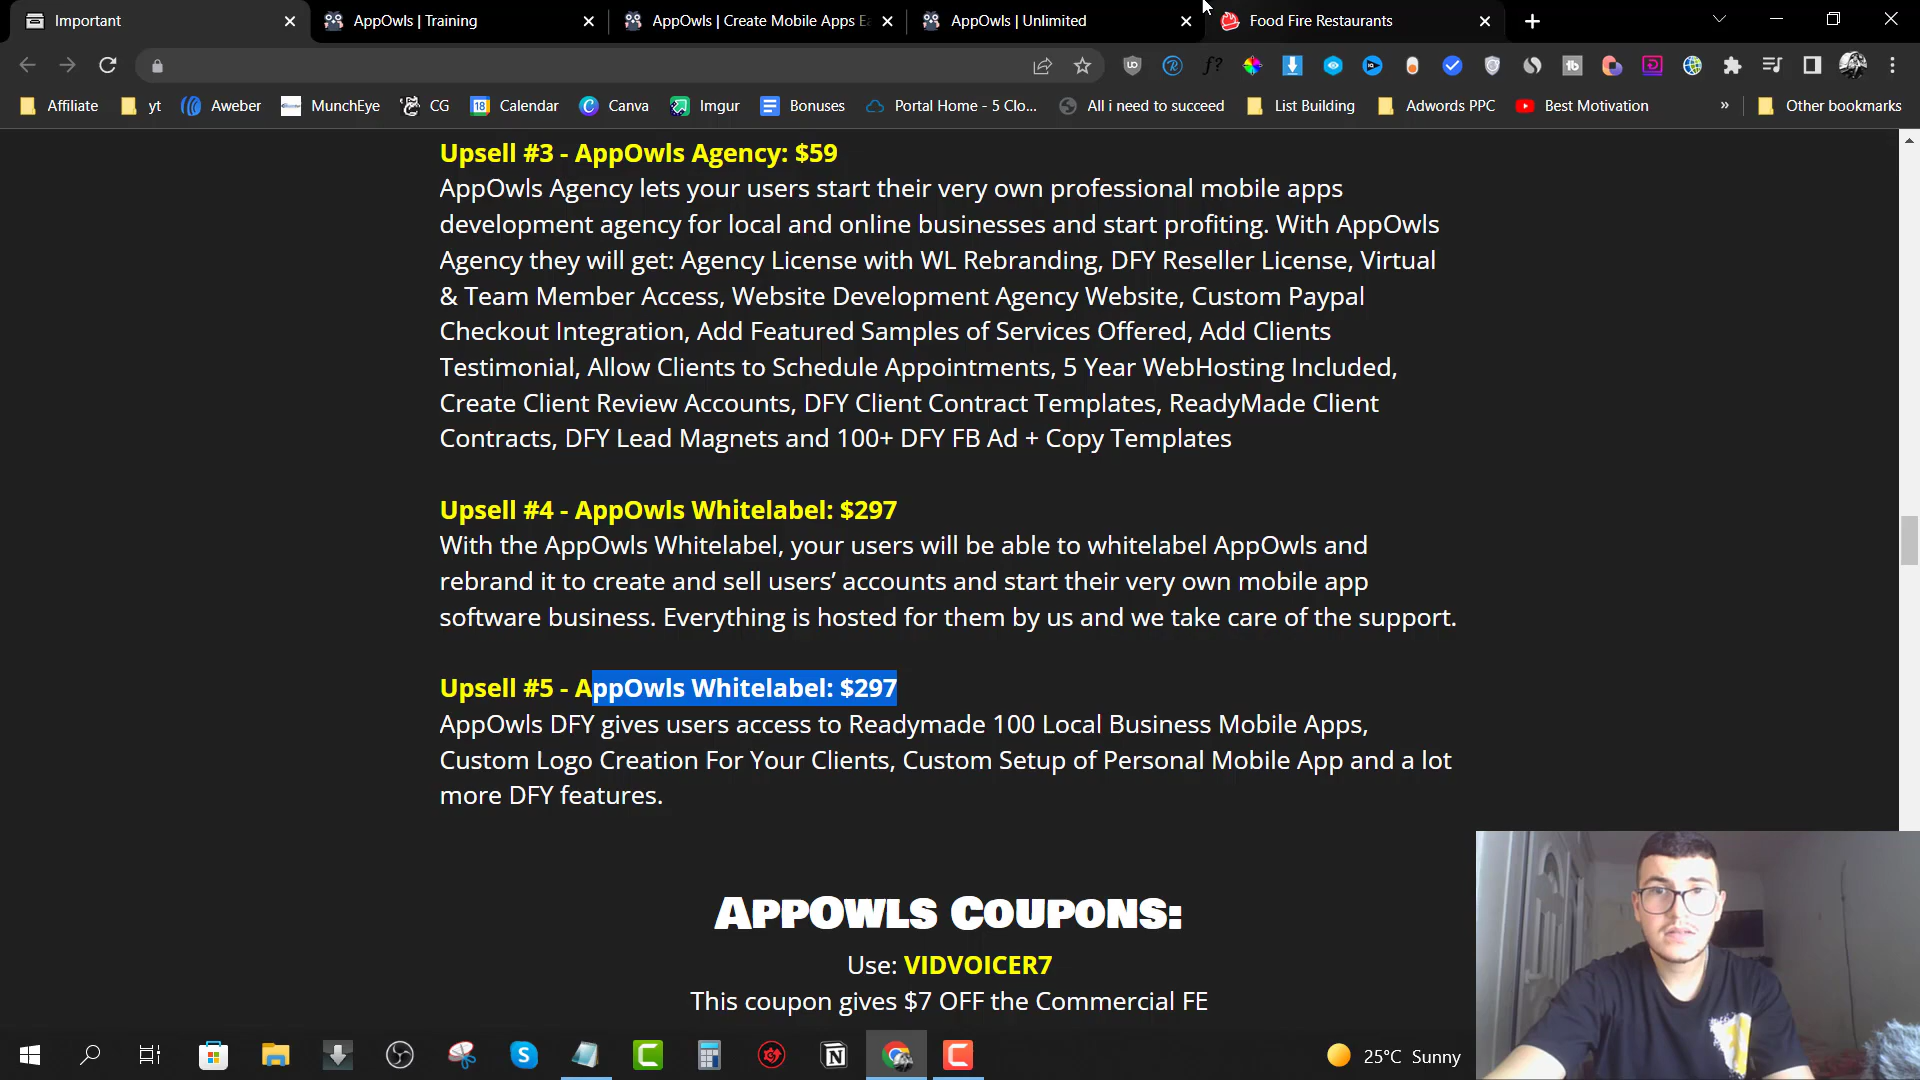 Important
AppOwls | Training
AppOwls | Create Mobile Apps Ea
AppOwls | Unlimited
Food Fire Restaurants
Affiliate
yt
Aweber
MunchEye
CG
Calendar
Canva
Imgur
Bonuses
Portal Home - 5 Clo...
All i need to succeed
List Building
Adwords PPC
Best Motivation
»
Other bookmarks
Upsell #3 - AppOwls Agency: $59
AppOwls Agency lets your users start their very own professional mobile apps
development agency for local and online businesses and start profiting. With AppOwls
Agency they will get: Agency License with WL Rebranding, DFY Reseller License, Virtual
& Team Member Access, Website Development Agency Website, Custom Paypal
Checkout Integration, Add Featured Samples of Services Offered, Add Clients
Testimonial, Allow Clients to Schedule Appointments, 5 Year WebHosting Included,
Create Client Review Accounts, DFY Client Contract Templates, ReadyMade Client
Contracts, DFY Lead Magnets and 100+ DFY FB Ad + Copy Templates
Upsell #4 - AppOwls Whitelabel: $297
With the AppOwls Whitelabel, your users will be able to whitelabel AppOwls and
rebrand it to create and sell users’ accounts and start their very own mobile app
software business. Everything is hosted for them by us and we take care of the support.
Upsell #5 - AppOwls Whitelabel: $297
AppOwls DFY gives users access to Readymade 100 Local Business Mobile Apps,
Custom Logo Creation For Your Clients, Custom Setup of Personal Mobile App and a lot
more DFY features.
AppOwls Coupons:
Use: VIDVOICER7
This coupon gives $7 OFF the Commercial FE
25°C Sunny